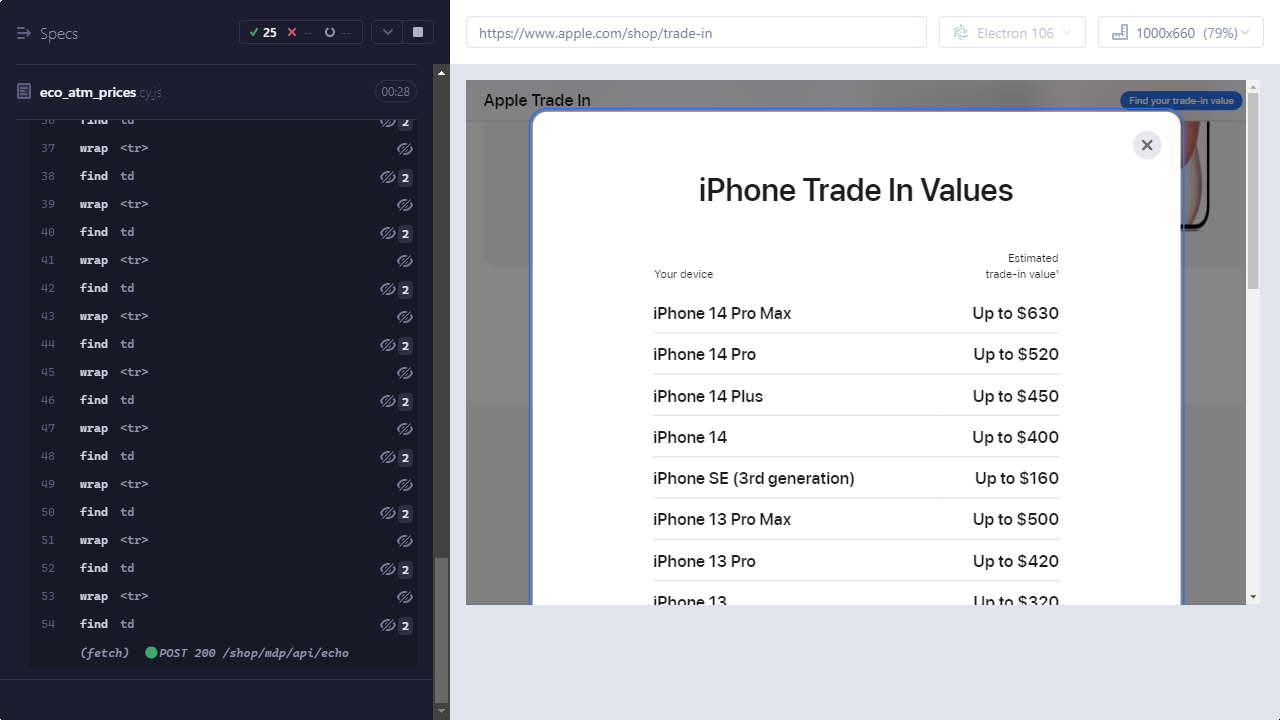 Specs
25 -- --
eco_atm_prices.cy.js 00:28
36 find td 2
37 wrap <tr>
38 find td 2
39 wrap <tr>
40 find td 2
41 wrap <tr>
42 find td 2
43 wrap <tr>
44 find td 2
45 wrap <tr>
46 find td 2
47 wrap <tr>
48 find td 2
49 wrap <tr>
50 find td 2
51 wrap <tr>
52 find td 2
53 wrap <tr>
54 find td 2
(fetch) POST 200 /shop/mdp/api/echo
https://www.apple.com/shop/trade-in
Electron 106
1000x660 (79%)
Apple Trade In
Find your trade-in value
iPhone Trade In Values
Your device
Estimated
trade-in value¹
iPhone 14 Pro Max Up to $630
iPhone 14 Pro Up to $520
iPhone 14 Plus Up to $450
iPhone 14 Up to $400
iPhone SE (3rd generation) Up to $160
iPhone 13 Pro Max Up to $500
iPhone 13 Pro Up to $420
iPhone 13 Up to $320